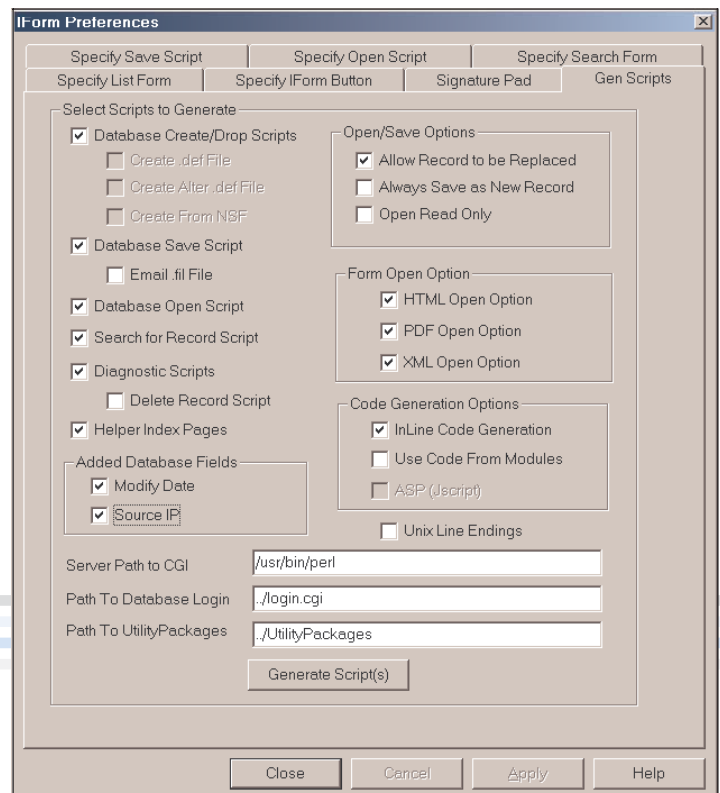 IForm Preferences
Specify Save Script
Specify Open Script
Specify Search Form
Specify List Form
Specify IForm Button
Signature Pad
Gen Scripts
Select Scripts to Generate
Database Create/Drop Scripts
Create .def File
Create Alter .def File
Create From NSF
Database Save Script
Email .fil File
Database Open Script
Search for Record Script
Diagnostic Scripts
Delete Record Script
Helper Index Pages
Added Database Fields
Modify Date
Source IP
Open/Save Options
Allow Record to be Replaced
Always Save as New Record
Open Read Only
Form Open Option
HTML Open Option
PDF Open Option
XML Open Option
Code Generation Options
InLine Code Generation
Use Code From Modules
ASP (Jscript)
Unix Line Endings
Server Path to CGI
/usr/bin/perl
Path To Database Login
../login.cgi
Path To UtilityPackages
../UtilityPackages
Generate Script(s)
Close
Cancel
Apply
Help